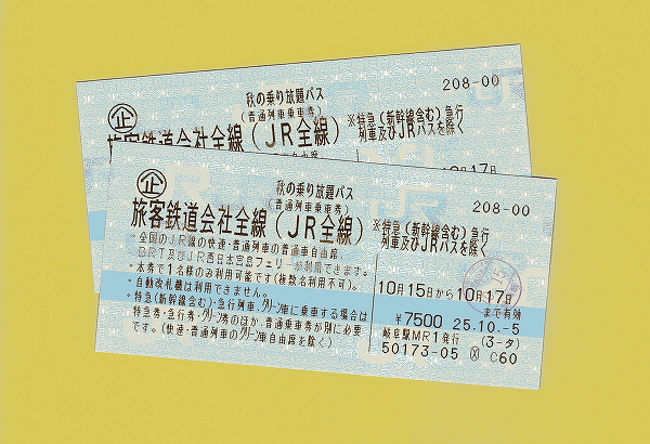 208-00
秋の乗り放題パス
(普通列車乗車券)
企
旅客鉄道会社全線(JR全線)
※特急(新幹線含む)急行
列車及びJRバスを除く
10月17日
208-00
秋の乗り放題パス
(普通列車乗車券)
企
旅客鉄道会社全線(JR全線)
※特急(新幹線含む)急行
列車及びJRバスを除く
・全国のJR線の快速・普通列車の普通車自由席、
BRT及びJR西日本宮島フェリーが利用できます。
・本券で1名様のみ利用可能です(複数名利用不可)。
・自動改札機は利用できません。
・特急(新幹線含む)・急行列車、グリーン車に乗車する場合は
特急券・急行券・グリーン券のほか、普通乗車券が別に必要
です。(快速・普通列車のグリーン車自由席を除く)
10月15日から10月17日
まで有効
¥7500 25.10.-5
岐阜駅MR1発行 (3-タ)
50173-05 C60